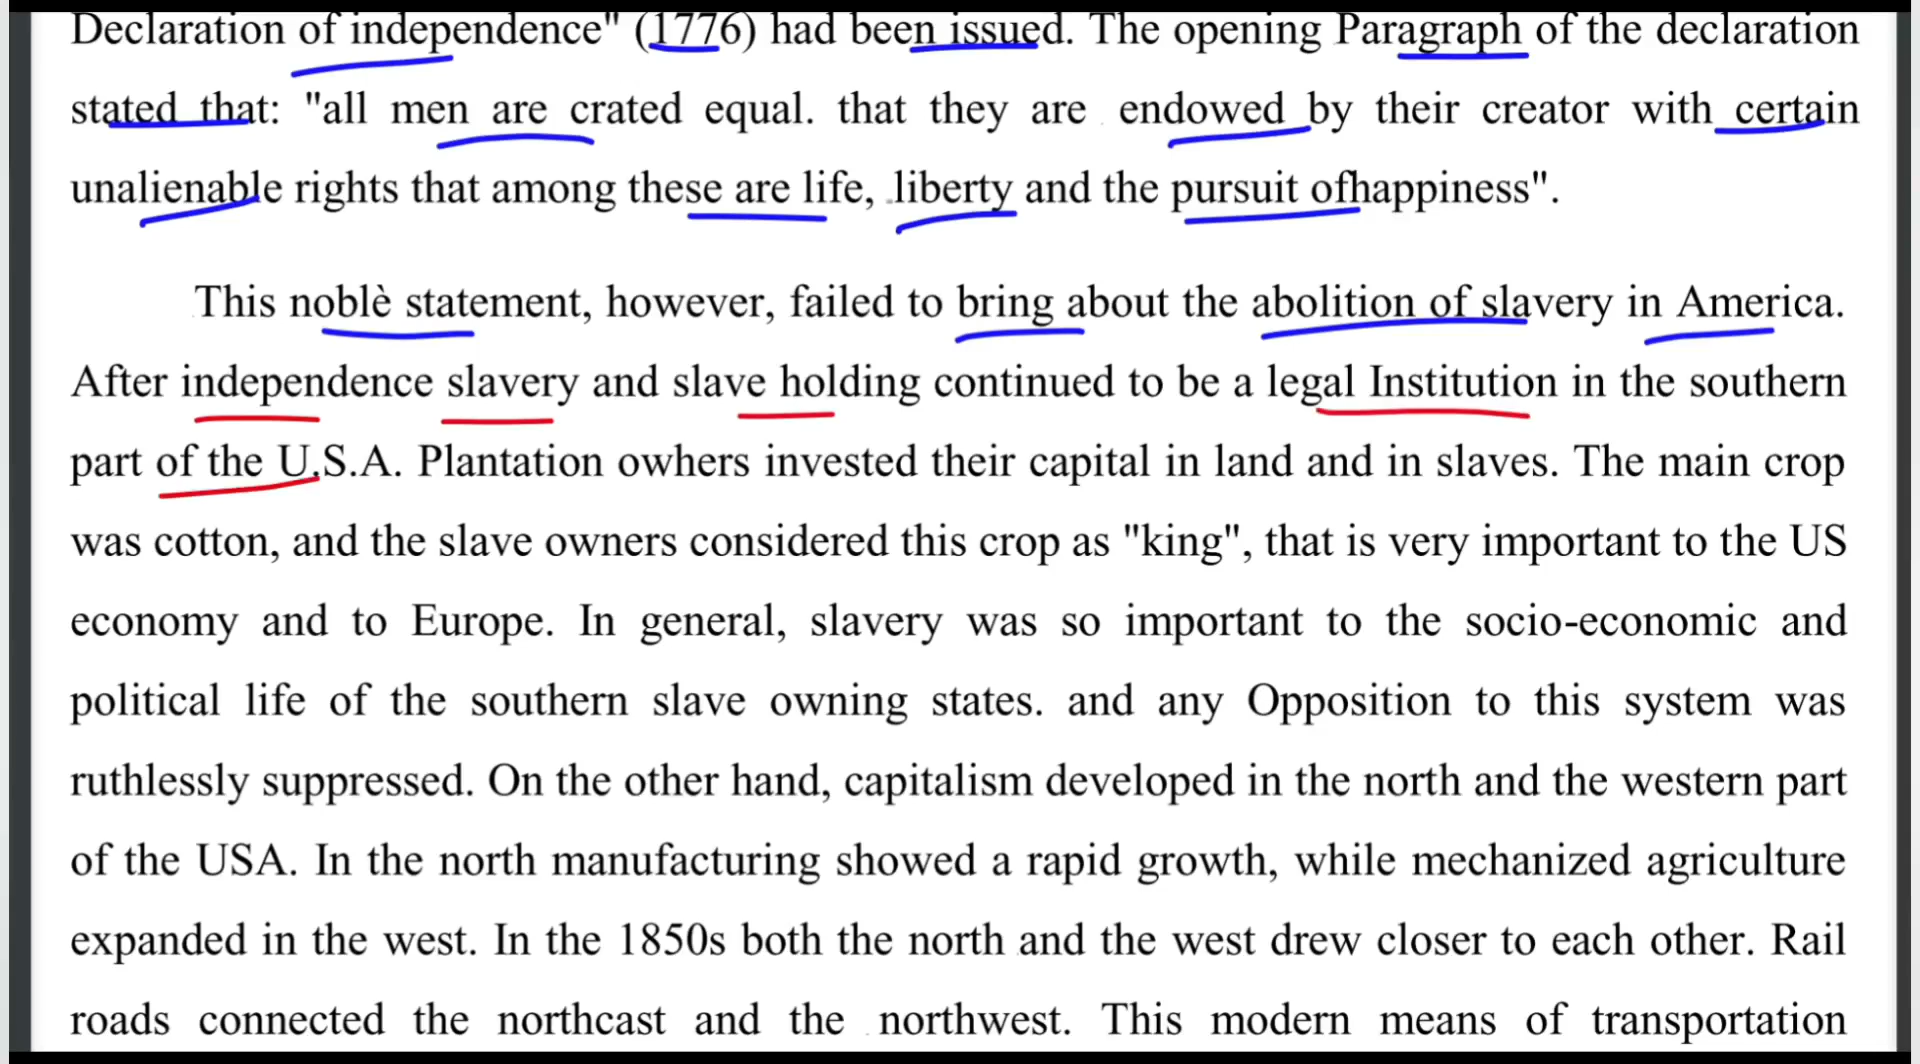 Declaration of independence" (1776) had been issued. The opening Paragraph of the declaration
stated that: "all men are crated equal. that they are endowed by their creator with certain
unalienable rights that among these are life, liberty and the pursuit ofhappiness".
This noblè statement, however, failed to bring about the abolition of slavery in America.
After independence slavery and slave holding continued to be a legal Institution in the southern
part of the U.S.A. Plantation owhers invested their capital in land and in slaves. The main crop
was cotton, and the slave owners considered this crop as "king", that is very important to the US
economy and to Europe. In general, slavery was so important to the socio-economic and
political life of the southern slave owning states. and any Opposition to this system was
ruthlessly suppressed. On the other hand, capitalism developed in the north and the western part
of the USA. In the north manufacturing showed a rapid growth, while mechanized agriculture
expanded in the west. In the 1850s both the north and the west drew closer to each other. Rail
roads connected the northcast and the northwest. This modern means of transportation